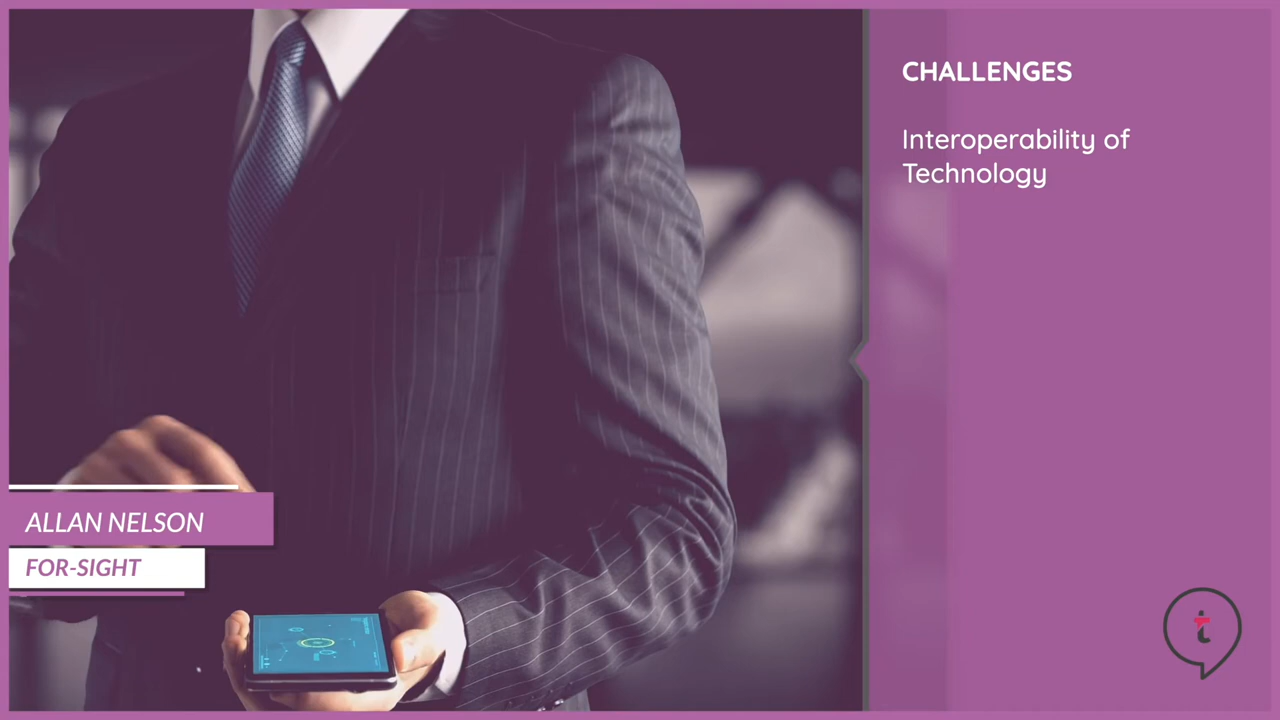 CHALLENGES
Interoperability of
Technology
ALLAN NELSON
FOR-SIGHT